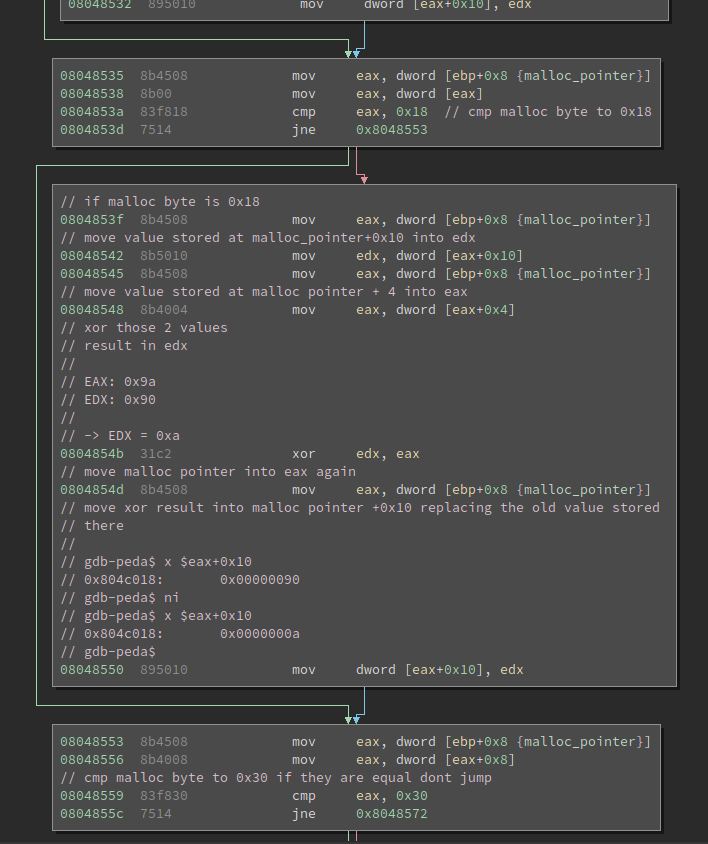 08048532 895010 mov dword [eax+0x10], edx
08048535 8b4508 mov eax, dword [ebp+0x8 {malloc_pointer}]
08048538 8b00 mov eax, dword [eax]
0804853a 83f818 cmp eax, 0x18 // cmp malloc byte to 0x18
0804853d 7514 jne 0x8048553
// if malloc byte is 0x18
0804853f 8b4508 mov eax, dword [ebp+0x8 {malloc_pointer}]
// move value stored at malloc_pointer+0x10 into edx
08048542 8b5010 mov edx, dword [eax+0x10]
08048545 8b4508 mov eax, dword [ebp+0x8 {malloc_pointer}]
// move value stored at malloc pointer + 4 into eax
08048548 8b4004 mov eax, dword [eax+0x4]
// xor those 2 values
// result in edx
//
// EAX: 0x9a
// EDX: 0x90
//
// -> EDX = 0xa
0804854b 31c2 xor edx, eax
// move malloc pointer into eax again
0804854d 8b4508 mov eax, dword [ebp+0x8 {malloc_pointer}]
// move xor result into malloc pointer +0x10 replacing the old value stored
// there
//
// gdb-peda$ x $eax+0x10
// 0x804c018: 0x00000090
// gdb-peda$ ni
// gdb-peda$ x $eax+0x10
// 0x804c018: 0x0000000a
// gdb-peda$
08048550 895010 mov dword [eax+0x10], edx
08048553 8b4508 mov eax, dword [ebp+0x8 {malloc_pointer}]
08048556 8b4008 mov eax, dword [eax+0x8]
// cmp malloc byte to 0x30 if they are equal dont jump
08048559 83f830 cmp eax, 0x30
0804855c 7514 jne 0x8048572